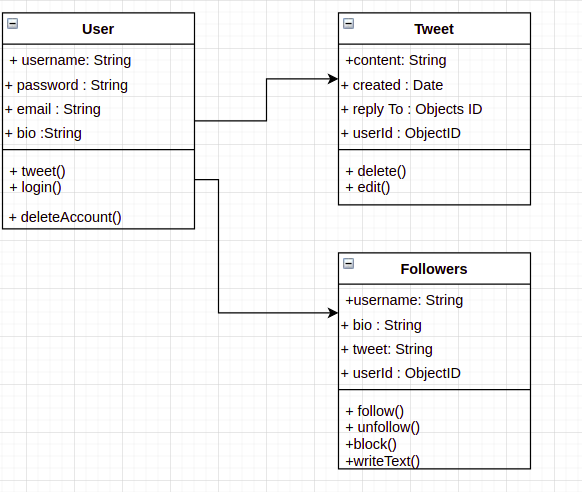 User
+ username: String
+ password : String
+ email : String
+ bio :String
+ tweet()
+ login()
+ deleteAccount()
Tweet
+content: String
+ created : Date
+ reply To : Objects ID
+ userId : ObjectID
+ delete()
+ edit()
Followers
+username: String
+ bio : String
+ tweet: String
+ userId : ObjectID
+ follow()
+ unfollow()
+block()
+writeText()